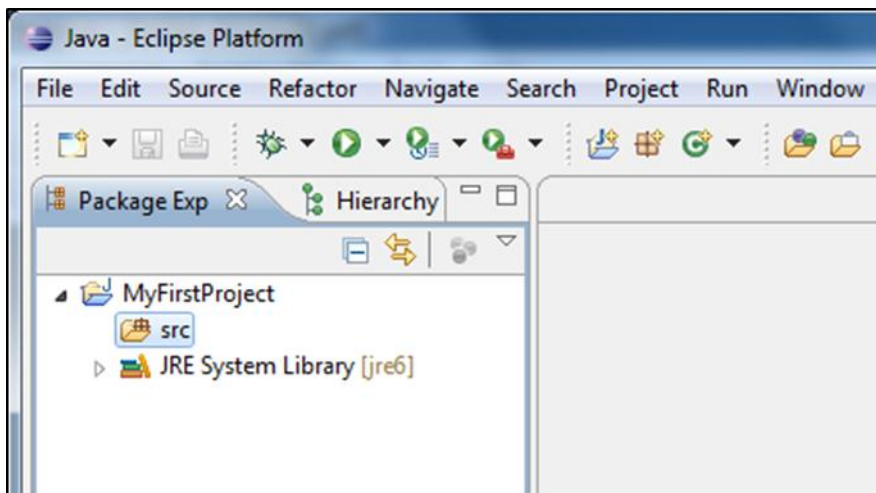 Java - Eclipse Platform
File Edit Source Refactor Navigate Search Project Run Window
Package Exp Hierarchy
MyFirstProject
src
JRE System Library [jre6]